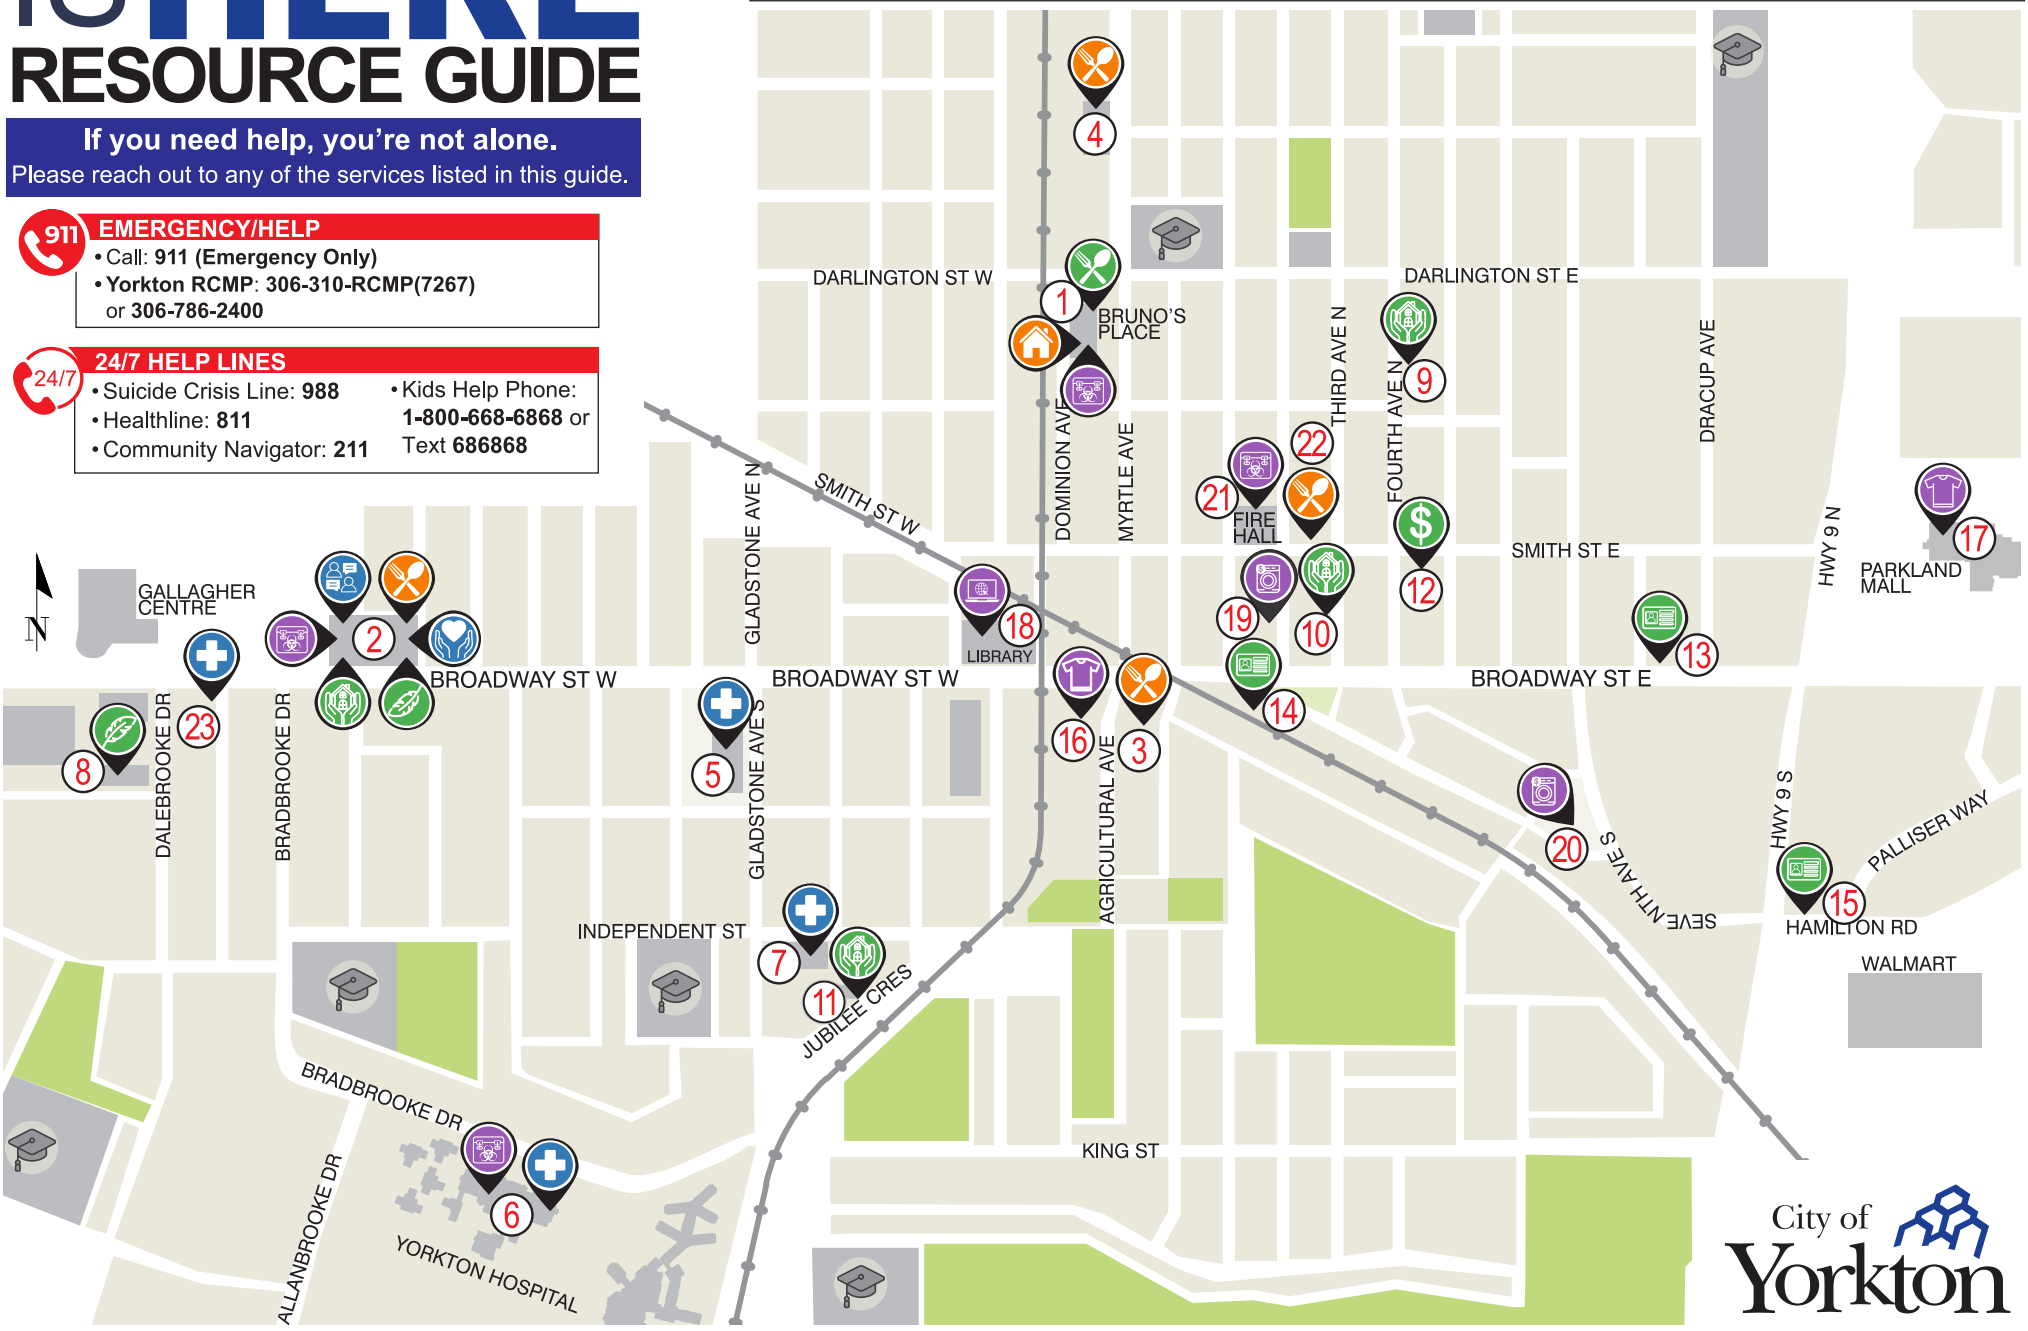 HERE
RESOURCE GUIDE
If you need help, you're not alone.
Please reach out to any of the services listed in this guide.
911
EMERGENCY/HELP
• Call: 911 (Emergency Only)
• Yorkton RCMP: 306-310-RCMP(7267)
or 306-786-2400
24/7
24/7 HELP LINES
• Suicide Crisis Line: 988
• Healthline: 811
• Community Navigator: 211
• Kids Help Phone:
1-800-668-6868 or
Text 686868
4
DARLINGTON ST W
DARLINGTON ST E
1
BRUNO'S
PLACE
THIRD AVE N
FOURTH AVE N
9
DRACUP AVE
DOMINION AVE
MYRTLE AVE
22
21
FIRE
HALL
SMITH ST W
GLADSTONE AVE N
12
SMITH ST E
HWY 9 N
17
PARKLAND
MALL
N
GALLAGHER
CENTRE
2
18
LIBRARY
19
10
13
BROADWAY ST W
BROADWAY ST W
BROADWAY ST E
23
8
DALEBROOKE DR
BRADBROOKE DR
5
GLADSTONE AVE S
16
3
14
AGRICULTURAL AVE
20
SEVENTH AVE S
HWY 9 S
PALLISER WAY
15
HAMILTON RD
WALMART
INDEPENDENT ST
7
11
JUBILEE CRES
BRADBROOKE DR
ALLANBROOKE DR
6
YORKTON HOSPITAL
KING ST
City of
Yorkton